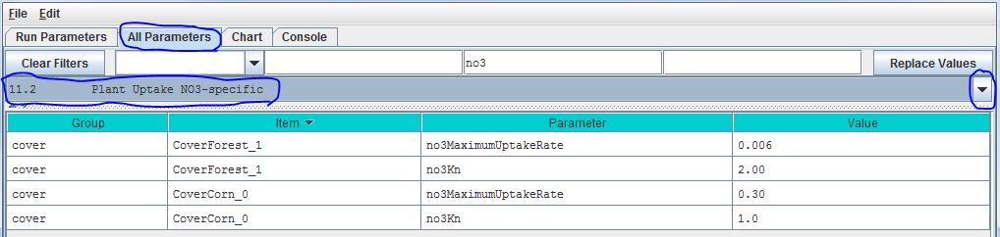 File Edit
Run Parameters All Parameters Chart Console
Clear Filters no3 Replace Values
11.2 Plant Uptake NO3-specific
Group Item Parameter Value
cover CoverForest_1 no3MaximumUptakeRate 0.006
cover CoverForest_1 no3Kn 2.00
cover CoverCorn_0 no3MaximumUptakeRate 0.30
cover CoverCorn_0 no3Kn 1.0